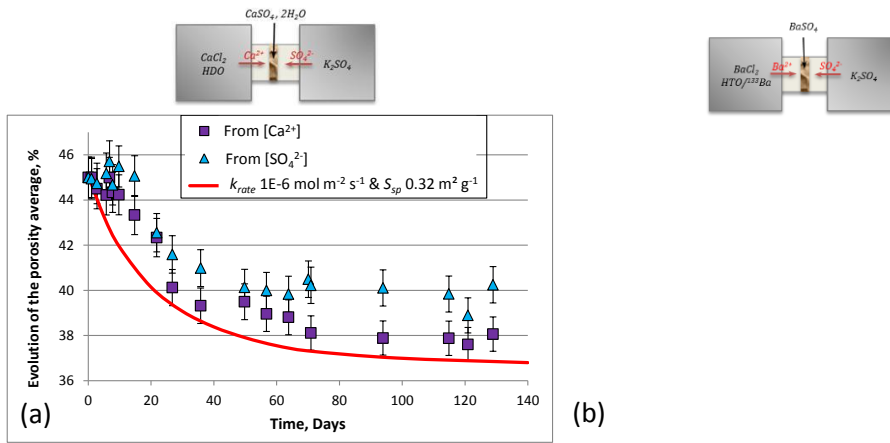 CaSO₄, 2H₂O
CaCl₂
HDO
Ca²⁺
SO₄²⁻
K₂SO₄
BaSO₄
BaCl₂
HTO/¹³³Ba
Ba²⁺
SO₄²⁻
K₂SO₄
From [Ca²⁺]
From [SO₄²⁻]
k_rate 1E-6 mol m⁻² s⁻¹ & S_sp 0.32 m² g⁻¹
Evolution of the porosity average, %
46
44
42
40
38
36
0 20 40 60 80 100 120 140
Time, Days
(a)
(b)